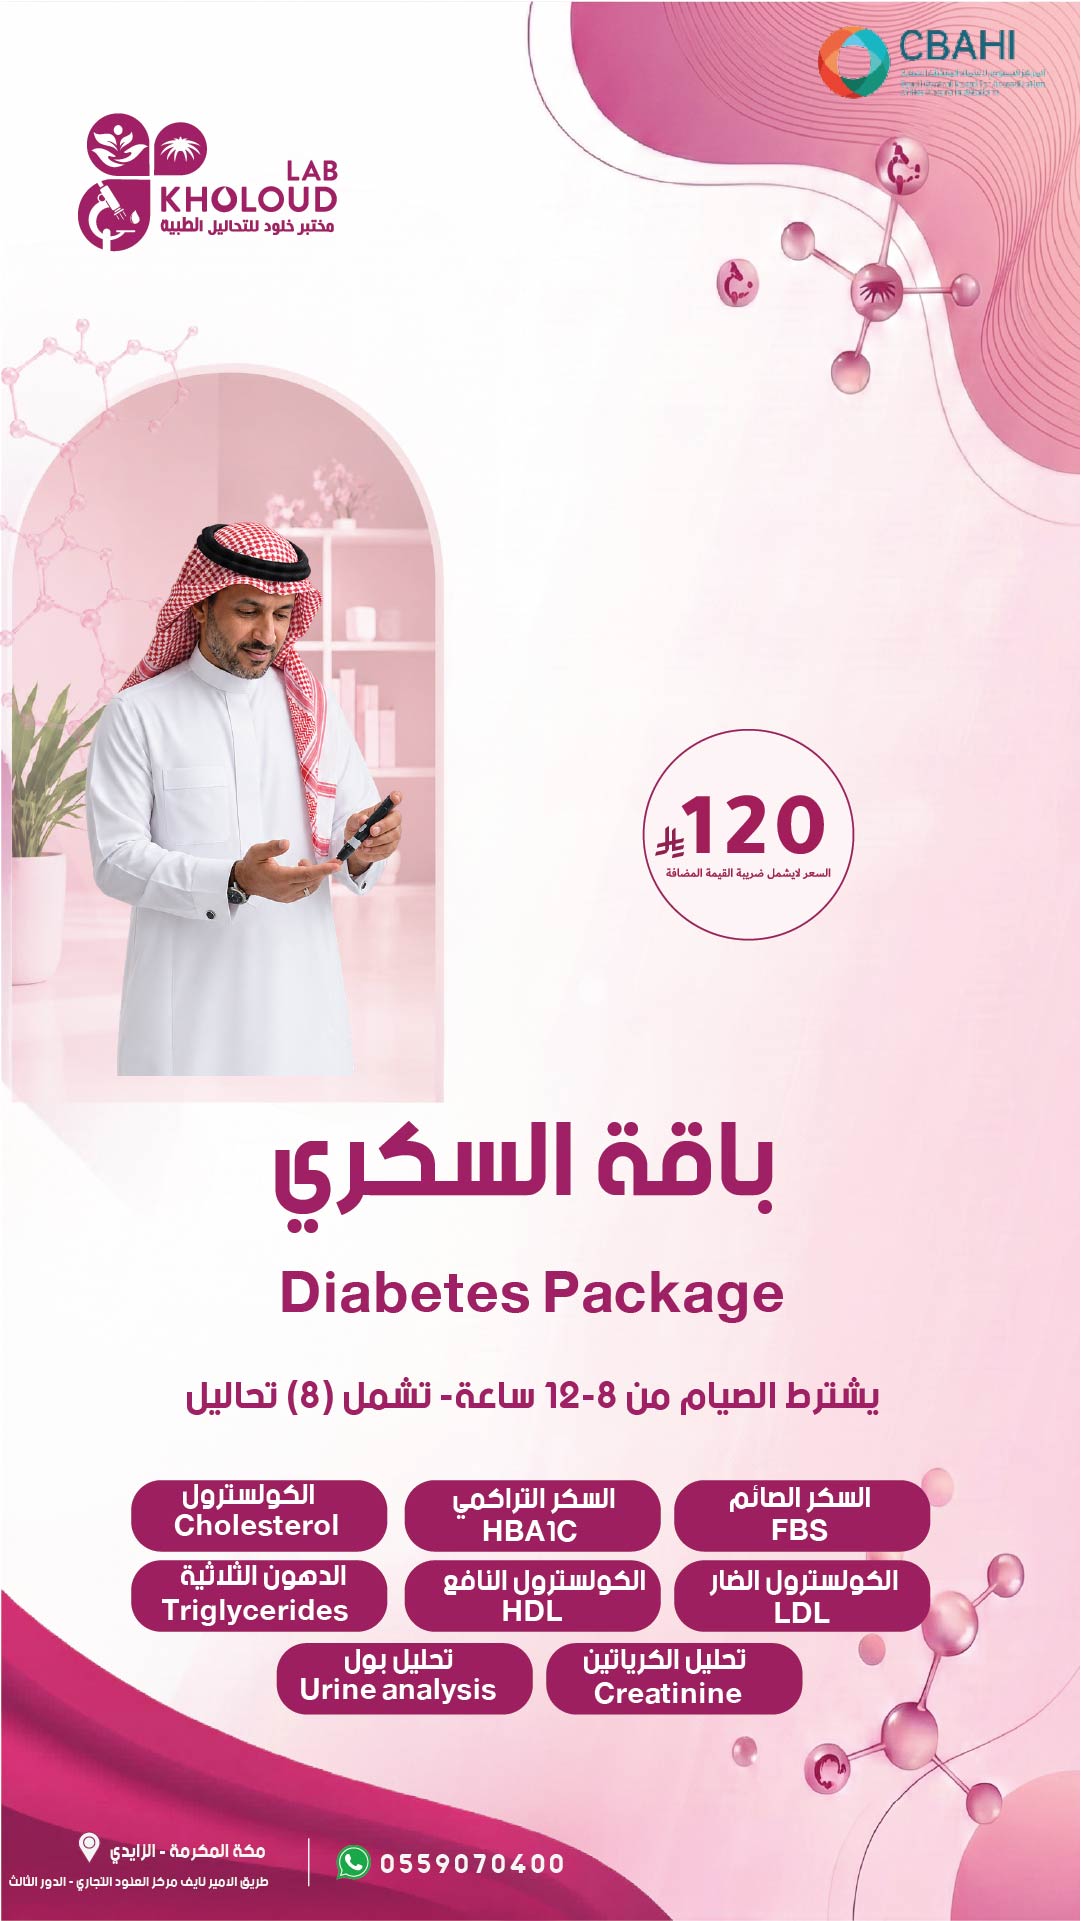 CBAHI
LAB
KHOLOUD
مختبر خلود للتحاليل الطبية
120
السعر لايشمل ضريبة القيمة المضافة
باقة السكري
Diabetes Package
يشترط الصيام من 8-12 ساعة- تشمل (8) تحاليل
السكر الصائم
FBS
السكر التراكمي
HBA1C
الكولسترول
Cholesterol
الكولسترول الضار
LDL
الكولسترول النافع
HDL
الدهون الثلاثية
Triglycerides
تحليل الكرياتين
Creatinine
تحليل بول
Urine analysis
مكة المكرمة - الزايدي
طريق الامير نايف مركز العنود التجاري - الدور الثالث
0559070400